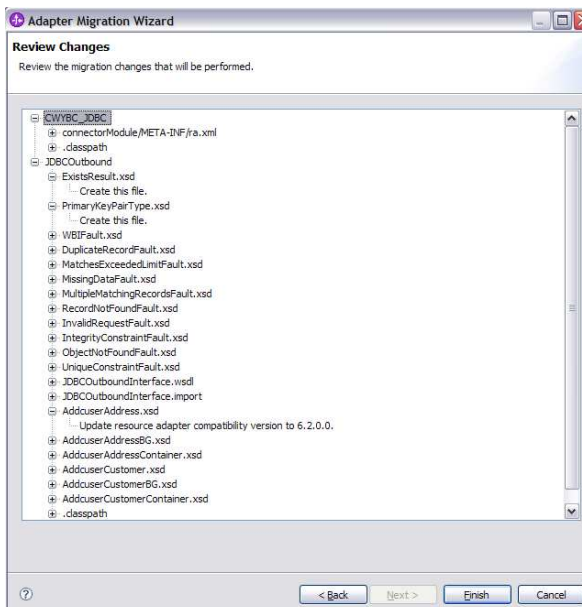 Adapter Migration Wizard
Review Changes
Review the migration changes that will be performed.
CWYBC_JDBC
connectorModule/META-INF/ra.xml
.classpath
JDBCOutbound
ExistsResult.xsd
Create this file.
PrimaryKeyPairType.xsd
Create this file.
WBIFault.xsd
DuplicateRecordFault.xsd
MatchesExceededLimitFault.xsd
MissingDataFault.xsd
MultipleMatchingRecordsFault.xsd
RecordNotFoundFault.xsd
InvalidRequestFault.xsd
IntegrityConstraintFault.xsd
ObjectNotFoundFault.xsd
UniqueConstraintFault.xsd
JDBCOutboundInterface.wsdl
JDBCOutboundInterface.import
AddcuserAddress.xsd
Update resource adapter compatibility version to 6.2.0.0.
AddcuserAddressBG.xsd
AddcuserAddressContainer.xsd
AddcuserCustomer.xsd
AddcuserCustomerBG.xsd
AddcuserCustomerContainer.xsd
.classpath
< Back Next > Finish Cancel